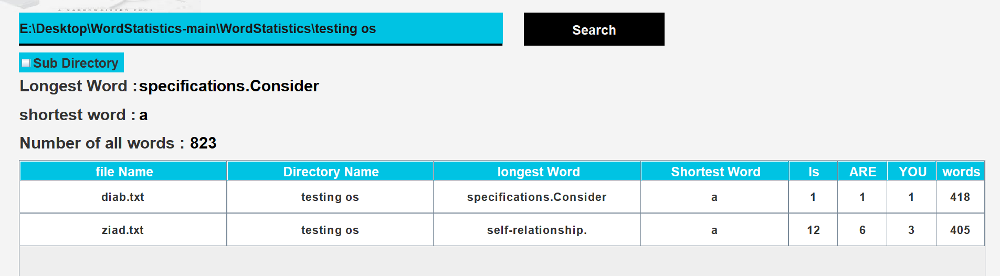 E:\Desktop\WordStatistics-main\WordStatistics\testing os
Search
Sub Directory
Longest Word : specifications.Consider
shortest word : a
Number of all words : 823
file Name Directory Name longest Word Shortest Word Is ARE YOU words
diab.txt testing os specifications.Consider a 1 1 1 418
ziad.txt testing os self-relationship. a 12 6 3 405